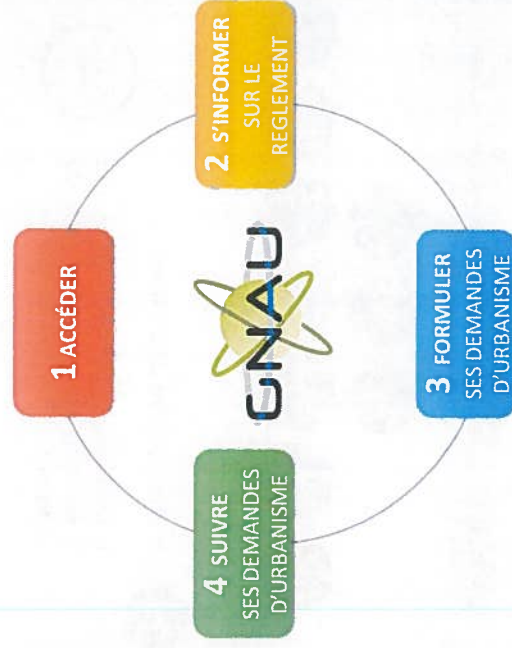 1 ACCÉDER
2 S'INFORMER
SUR LE
REGLEMENT
3 FORMULER
SES DEMANDES
D'URBANISME
4 SUIVRE
SES DEMANDES
D'URBANISME
GNAU